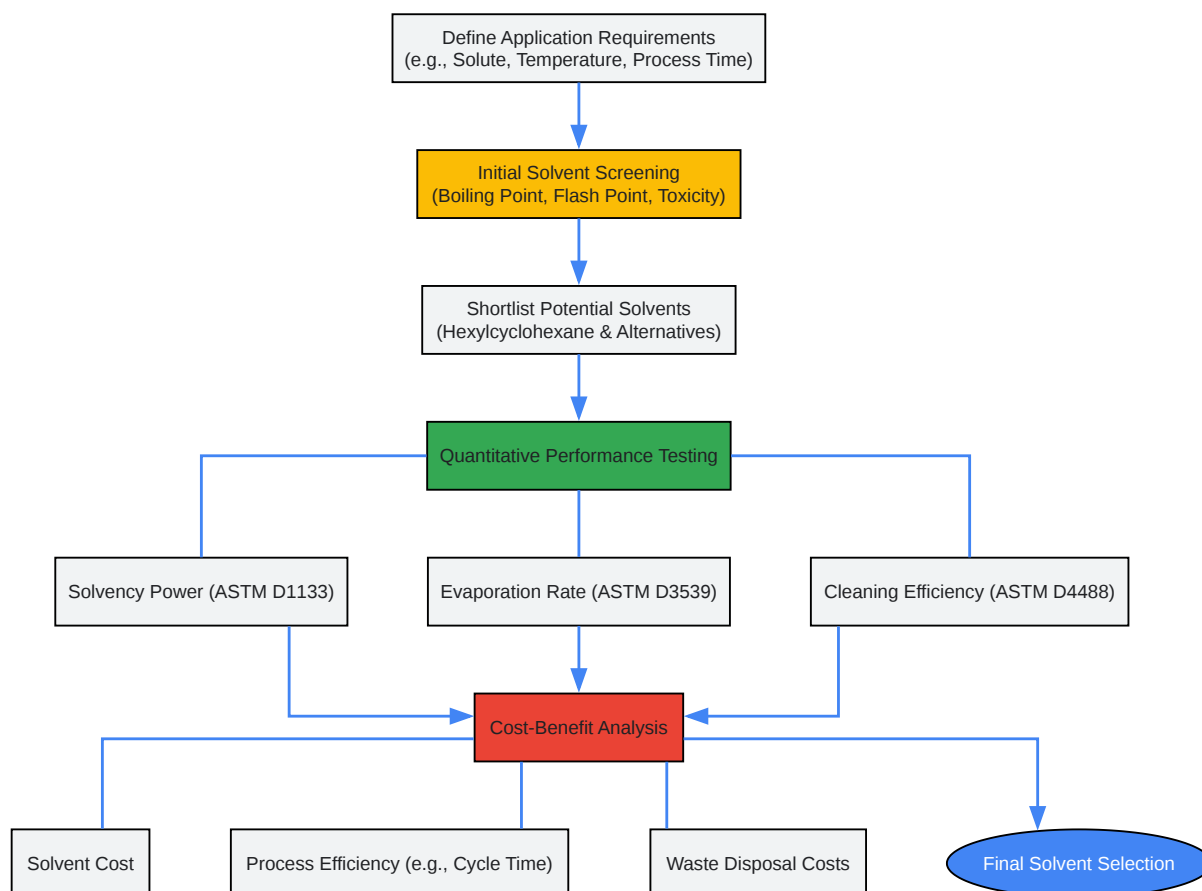 Define Application Requirements
(e.g., Solute, Temperature, Process Time)
Initial Solvent Screening
(Boiling Point, Flash Point, Toxicity)
Shortlist Potential Solvents
(Hexylcyclohexane & Alternatives)
Quantitative Performance Testing
Solvency Power (ASTM D1133)
Evaporation Rate (ASTM D3539)
Cleaning Efficiency (ASTM D4488)
Cost-Benefit Analysis
Solvent Cost
Process Efficiency (e.g., Cycle Time)
Waste Disposal Costs
Final Solvent Selection